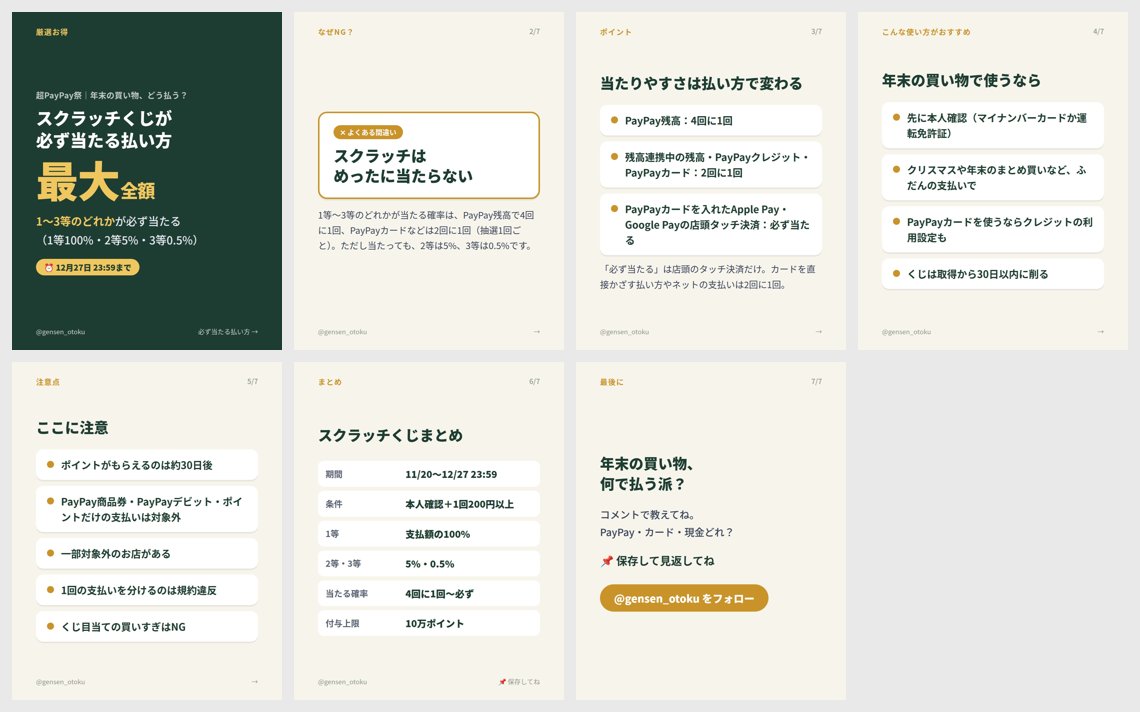 厳選お得
超PayPay祭｜年末の買い物、どう払う？
スクラッチくじが
必ず当たる払い方
最大全額
1〜3等のどれかが必ず当たる
（1等100%・2等5%・3等0.5%）
⏰ 12月27日 23:59まで
@gensen_otoku
必ず当たる払い方 →
なぜNG？
2/7
× よくある間違い
スクラッチは
めったに当たらない
1等〜3等のどれかが当たる確率は、PayPay残高で4回
に1回、PayPayカードなどは2回に1回（抽選1回ご
と）。ただし当たっても、2等は5%、3等は0.5%です。
@gensen_otoku
→
ポイント
3/7
当たりやすさは払い方で変わる
PayPay残高：4回に1回
残高連携中の残高・PayPayクレジット・
PayPayカード：2回に1回
PayPayカードを入れたApple Pay・
Google Payの店頭タッチ決済：必ず当た
る
「必ず当たる」は店頭のタッチ決済だけ。カードを直
接かざす払い方やネットの支払いは2回に1回。
@gensen_otoku
→
こんな使い方がおすすめ
4/7
年末の買い物で使うなら
先に本人確認（マイナンバーカードか運
転免許証）
クリスマスや年末のまとめ買いなど、ふ
だんの支払いで
PayPayカードを使うならクレジットの利
用設定も
くじは取得から30日以内に削る
@gensen_otoku
→
注意点
5/7
ここに注意
ポイントがもらえるのは約30日後
PayPay商品券・PayPayデビット・ポイ
ントだけの支払いは対象外
一部対象外のお店がある
1回の支払いを分けるのは規約違反
くじ目当ての買いすぎはNG
@gensen_otoku
→
まとめ
6/7
スクラッチくじまとめ
期間 11/20〜12/27 23:59
条件 本人確認＋1回200円以上
1等 支払額の100%
2等・3等 5%・0.5%
当たる確率 4回に1回〜必ず
付与上限 10万ポイント
@gensen_otoku
📌 保存してね
最後に
7/7
年末の買い物、
何で払う派？
コメントで教えてね。
PayPay・カード・現金どれ？
📌 保存して見返してね
@gensen_otoku をフォロー